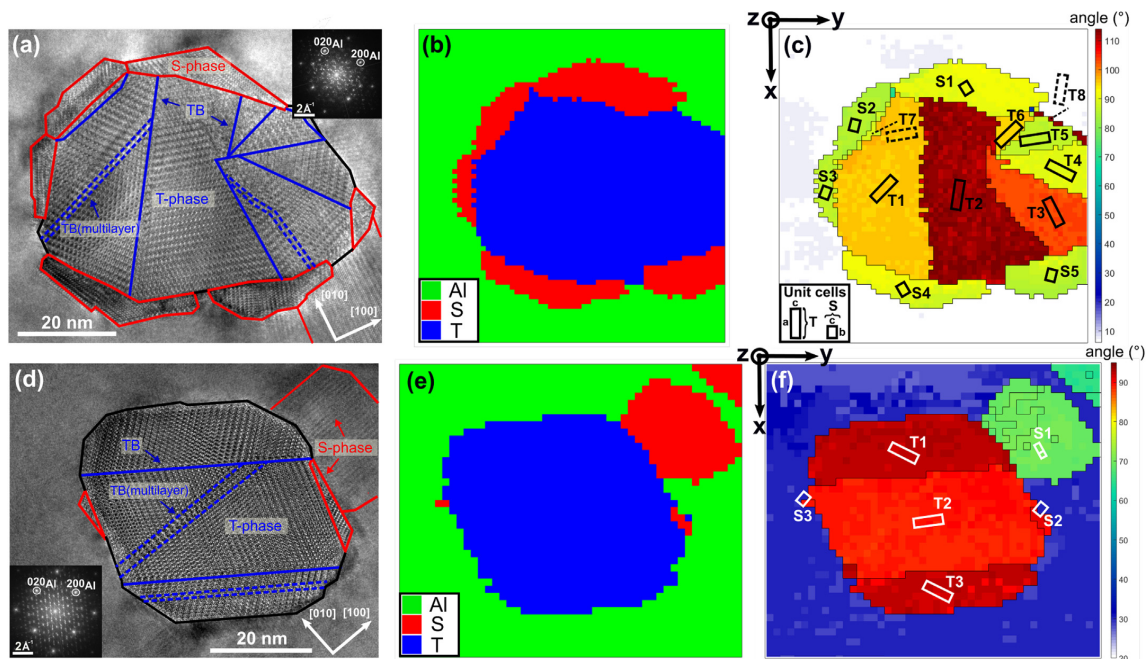 (a)
S-phase
020Al
200Al
2Å⁻¹
TB
T-phase
TB(multilayer)
20 nm
[010]
[100]
(b)
Al
S
T
z
y
x
(c)
angle (°)
S1
T8
S2
T7
T6
T5
T4
S3
T1
T2
T3
S5
S4
Unit cells
c
S
a
T
c
b
110
100
90
80
70
60
50
40
30
20
10
(d)
TB
S-phase
TB(multilayer)
T-phase
020Al
200Al
2Å⁻¹
[010]
[100]
20 nm
(e)
Al
S
T
z
y
x
(f)
angle (°)
S1
T1
S3
T2
S2
T3
90
80
70
60
50
40
30
20